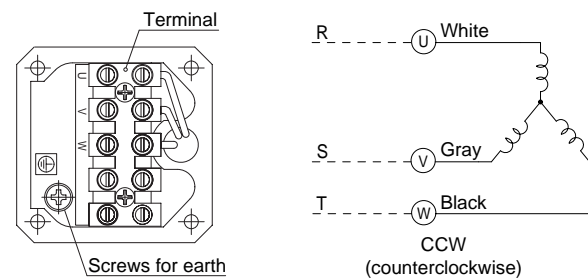 Terminal
U
V
W
Screws for earth
R
U White
S
V Gray
T
W Black
CCW
(counterclockwise)